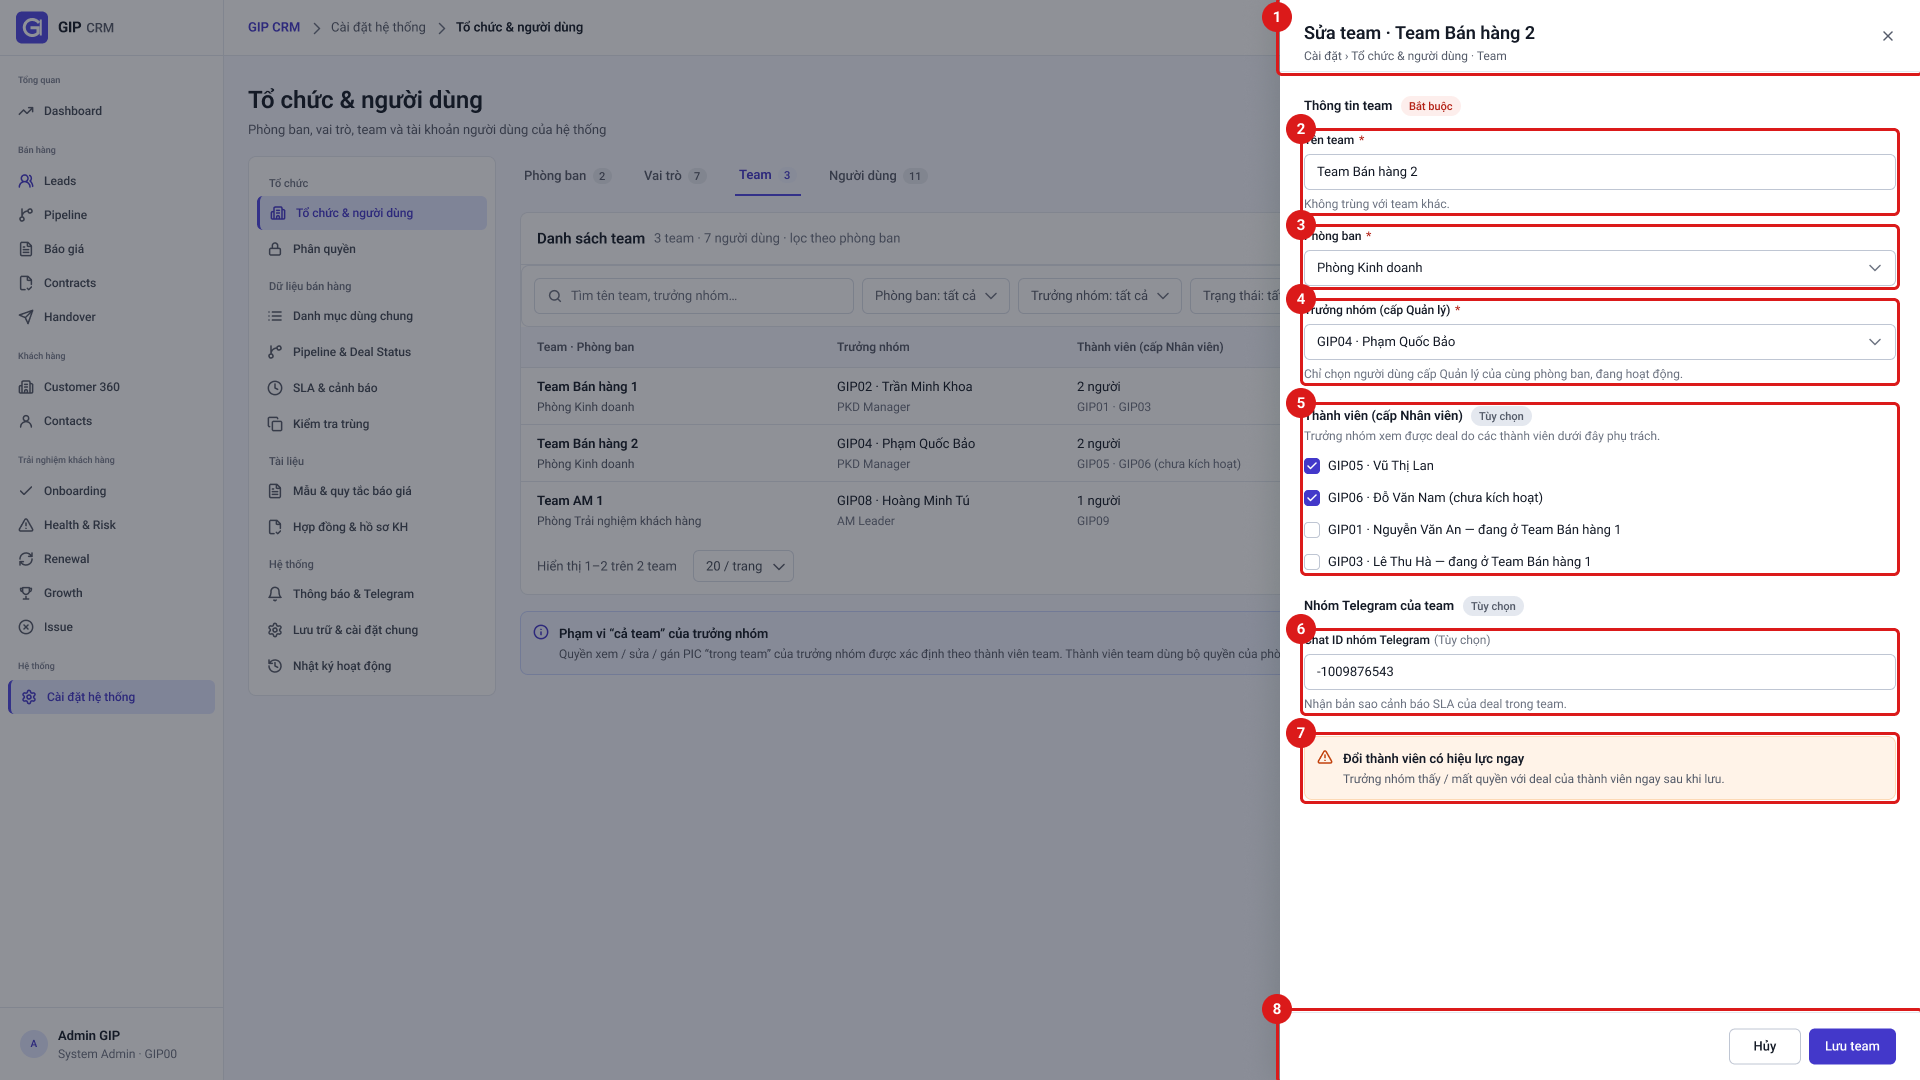 GIP CRM
Tổng quan
Dashboard
Bán hàng
Leads
Pipeline
Báo giá
Contracts
Handover
Khách hàng
Customer 360
Contacts
Trải nghiệm khách hàng
Onboarding
Health & Risk
Renewal
Growth
Issue
Hệ thống
Cài đặt hệ thống
A
Admin GIP
System Admin · GIP00
GIP CRM > Cài đặt hệ thống > Tổ chức & người dùng
Tổ chức & người dùng
Phòng ban, vai trò, team và tài khoản người dùng của hệ thống
Tổ chức
Tổ chức & người dùng
Phân quyền
Dữ liệu bán hàng
Danh mục dùng chung
Pipeline & Deal Status
SLA & cảnh báo
Kiểm tra trùng
Tài liệu
Mẫu & quy tắc báo giá
Hợp đồng & hồ sơ KH
Hệ thống
Thông báo & Telegram
Lưu trữ & cài đặt chung
Nhật ký hoạt động
Phòng ban 2 Vai trò 7 Team 3 Người dùng 11
Danh sách team 3 team · 7 người dùng · lọc theo phòng ban
Tìm tên team, trưởng nhóm... Phòng ban: tất cả Trưởng nhóm: tất cả Trạng thái:
Team · Phòng ban Trưởng nhóm Thành viên (cấp Nhân viên)
Team Bán hàng 1 GIP02 · Trần Minh Khoa 2 người
Phòng Kinh doanh PKD Manager GIP01 · GIP03
Team Bán hàng 2 GIP04 · Phạm Quốc Bảo 2 người
Phòng Kinh doanh PKD Manager GIP05 · GIP06 (chưa kích hoạt)
Team AM 1 GIP08 · Hoàng Minh Tú 1 người
Phòng Trải nghiệm khách hàng AM Leader GIP09
Hiển thị 1–2 trên 2 team 20 / trang
Phạm vi “cả team” của trưởng nhóm
Quyền xem / sửa / gán PIC “trong team” của trưởng nhóm được xác định theo thành viên team. Thành viên team dùng bộ quyền của
1
Sửa team · Team Bán hàng 2
Cài đặt › Tổ chức & người dùng · Team
Thông tin team Bắt buộc
2
team *
Team Bán hàng 2
Không trùng với team khác.
3
ban *
Phòng Kinh doanh
4
nhóm (cấp Quản lý) *
GIP04 · Phạm Quốc Bảo
Chỉ chọn người dùng cấp Quản lý của cùng phòng ban, đang hoạt động.
5
Thành viên (cấp Nhân viên) Tùy chọn
Trưởng nhóm xem được deal do các thành viên dưới đây phụ trách.
GIP05 · Vũ Thị Lan
GIP06 · Đỗ Văn Nam (chưa kích hoạt)
GIP01 · Nguyễn Văn An — đang ở Team Bán hàng 1
GIP03 · Lê Thu Hà — đang ở Team Bán hàng 1
Nhóm Telegram của team Tùy chọn
6
ID nhóm Telegram (Tùy chọn)
-1009876543
Nhận bản sao cảnh báo SLA của deal trong team.
7
Đổi thành viên có hiệu lực ngay
Trưởng nhóm thấy / mất quyền với deal của thành viên ngay sau khi lưu.
8
Hủy Lưu team